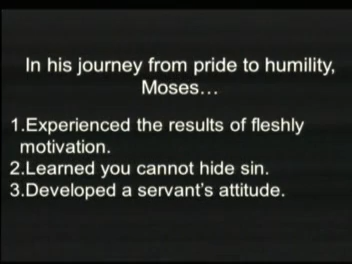 In his journey from pride to humility,
Moses…
1.Experienced the results of fleshly
motivation.
2.Learned you cannot hide sin.
3.Developed a servant's attitude.